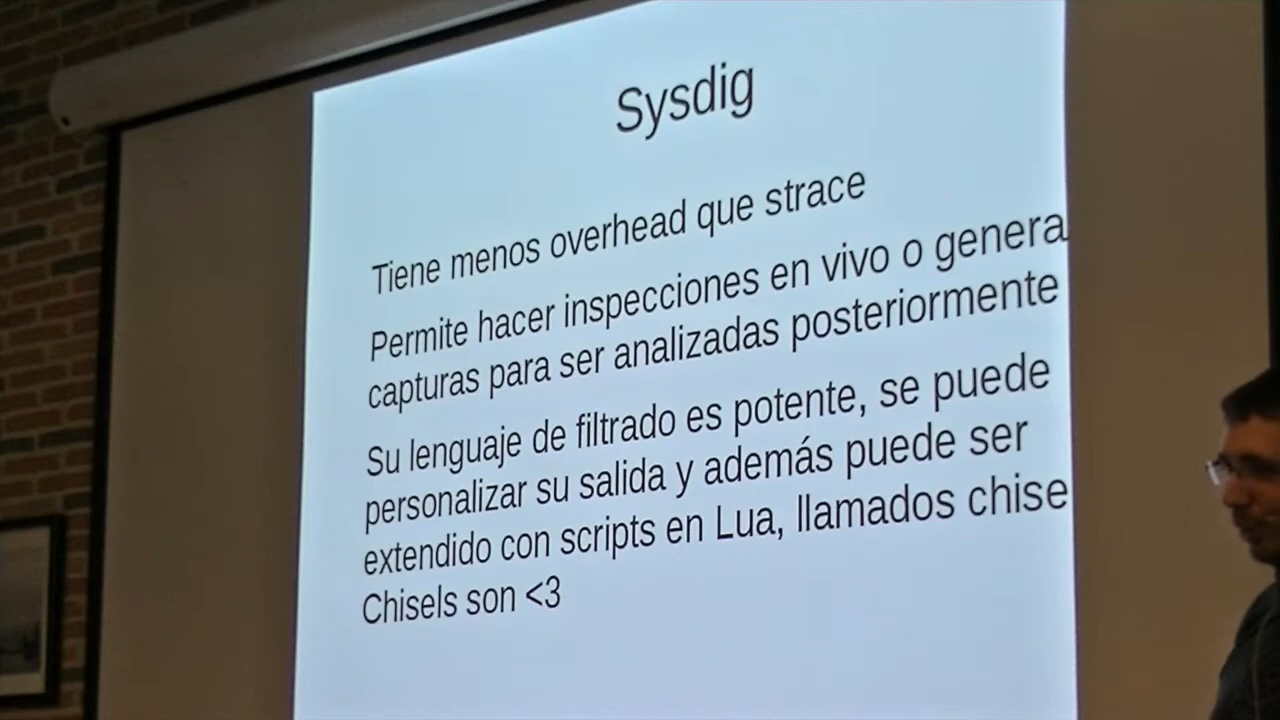 Sysdig
Tiene menos overhead que strace
Permite hacer inspecciones en vivo o genera
capturas para ser analizadas posteriormente
Su lenguaje de filtrado es potente, se puede
personalizar su salida y además puede ser
extendido con scripts en Lua, llamados chise
Chisels son <3